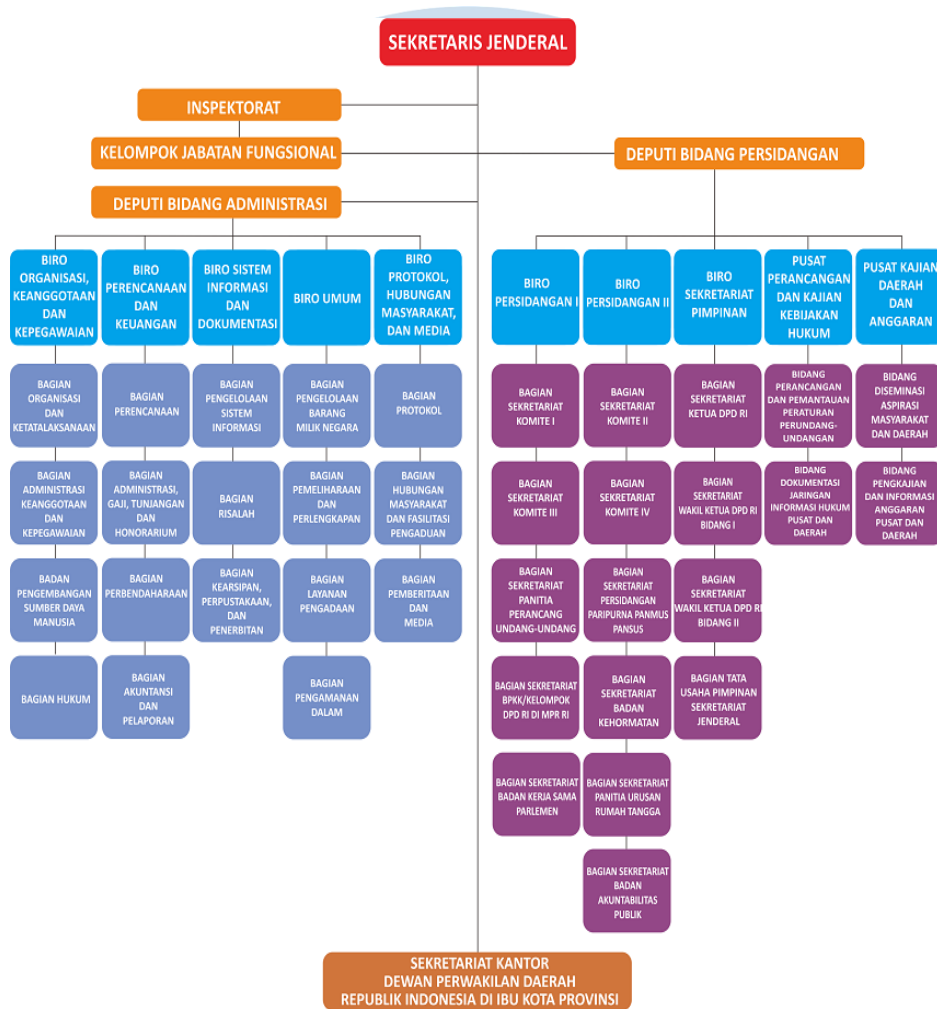 SEKRETARIS JENDERAL
INSPEKTORAT
KELOMPOK JABATAN FUNGSIONAL
DEPUTI BIDANG PERSIDANGAN
DEPUTI BIDANG ADMINISTRASI
BIRO
ORGANISASI,
KEANGGOTAAN
DAN
KEPEGAWAIAN
BIRO
PERENCANAAN
DAN
KEUANGAN
BIRO SISTEM
INFORMASI
DAN
DOKUMENTASI
BIRO UMUM
BIRO
PROTOKOL,
HUBUNGAN
MASYARAKAT,
DAN MEDIA
BIRO
PERSIDANGAN I
BIRO
PERSIDANGAN II
BIRO
SEKRETARIAT
PIMPINAN
PUSAT
PERANCANGAN
DAN KAJIAN
KEBIJAKAN
HUKUM
PUSAT KAJIAN
DAERAH
DAN
ANGGARAN
BAGIAN
ORGANISASI
DAN
KETATALAKSANAAN
BAGIAN
PERENCANAAN
BAGIAN
PENGELOLAAN
SISTEM
INFORMASI
BAGIAN
PENGELOLAAN
BARANG
MILIK NEGARA
BAGIAN
PROTOKOL
BAGIAN
SEKRETARIAT
KOMITE I
BAGIAN
SEKRETARIAT
KOMITE II
BAGIAN
SEKRETARIAT
KETUA DPD RI
BIDANG
PERANCANGAN
DAN PEMANTAUAN
PERATURAN
PERUNDANG-
UNDANGAN
BIDANG
DISEMINASI
ASPIRASI
MASYARAKAT
DAN DAERAH
BAGIAN
ADMINISTRASI
KEANGGOTAAN
DAN
KEPEGAWAIAN
BAGIAN
ADMINISTRASI,
GAJI, TUNJANGAN
DAN
HONORARIUM
BAGIAN
RISALAH
BAGIAN
PEMELIHARAAN
DAN
PERLENGKAPAN
BAGIAN
HUBUNGAN
MASYARAKAT
DAN FASILITASI
PENGADUAN
BAGIAN
SEKRETARIAT
KOMITE III
BAGIAN
SEKRETARIAT
KOMITE IV
BAGIAN
SEKRETARIAT
WAKIL KETUA DPD RI
BIDANG I
BIDANG
DOKUMENTASI
JARINGAN
INFORMASI HUKUM
PUSAT DAN
DAERAH
BIDANG
PENGKAJIAN
DAN INFORMASI
ANGGARAN
PUSAT DAN
DAERAH
BADAN
PENGEMBANGAN
SUMBER DAYA
MANUSIA
BAGIAN
PERBENDAHARAAN
BAGIAN
KEARSIPAN,
PERPUSTAKAAN,
DAN
PENERBITAN
BAGIAN
LAYANAN
PENGADAAN
BAGIAN
PEMBERITAAN
DAN
MEDIA
BAGIAN
SEKRETARIAT
PANITIA
PERANCANG
UNDANG-UNDANG
BAGIAN
SEKRETARIAT
PERSIDANGAN
PARIPURNA PANMUS
PANSUS
BAGIAN
SEKRETARIAT
WAKIL KETUA DPD RI
BIDANG II
BAGIAN HUKUM
BAGIAN
AKUNTANSI
DAN
PELAPORAN
BAGIAN
PENGAMANAN
DALAM
BAGIAN SEKRETARIAT
BPKK/KELOMPOK
DPD RI DI MPR RI
BAGIAN
SEKRETARIAT
BADAN
KEHORMATAN
BAGIAN TATA
USAHA PIMPINAN
SEKRETARIAT
JENDERAL
BAGIAN SEKRETARIAT
BADAN KERJA SAMA
PARLEMEN
BAGIAN SEKRETARIAT
PANITIA URUSAN
RUMAH TANGGA
BAGIAN SEKRETARIAT
BADAN
AKUNTABILITAS
PUBLIK
SEKRETARIAT KANTOR
DEWAN PERWAKILAN DAERAH
REPUBLIK INDONESIA DI IBU KOTA PROVINSI